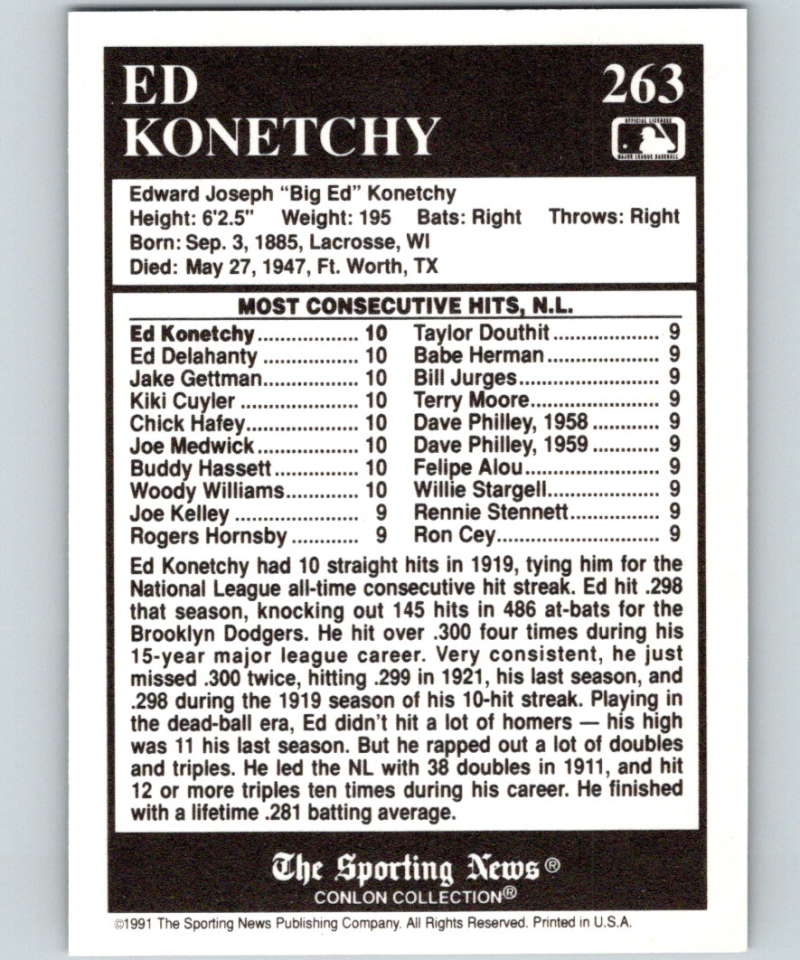 ED
KONETCHY
263
OFFICIAL LICENSEE
MAJOR LEAGUE BASEBALL
Edward Joseph "Big Ed" Konetchy
Height: 6'2.5" Weight: 195 Bats: Right Throws: Right
Born: Sep. 3, 1885, Lacrosse, WI
Died: May 27, 1947, Ft. Worth, TX
MOST CONSECUTIVE HITS, N.L.
Ed Konetchy.................. 10 Taylor Douthit................... 9
Ed Delahanty ................. 10 Babe Herman.................... 9
Jake Gettman................. 10 Bill Jurges......................... 9
Kiki Cuyler ..................... 10 Terry Moore....................... 9
Chick Hafey.................... 10 Dave Philley, 1958 ............ 9
Joe Medwick.................. 10 Dave Philley, 1959 ............ 9
Buddy Hassett............... 10 Felipe Alou........................ 9
Woody Williams............. 10 Willie Stargell.................... 9
Joe Kelley ...................... 9 Rennie Stennett................ 9
Rogers Hornsby ............ 9 Ron Cey............................. 9
Ed Konetchy had 10 straight hits in 1919, tying him for the
National League all-time consecutive hit streak. Ed hit .298
that season, knocking out 145 hits in 486 at-bats for the
Brooklyn Dodgers. He hit over .300 four times during his
15-year major league career. Very consistent, he just
missed .300 twice, hitting .299 in 1921, his last season, and
.298 during the 1919 season of his 10-hit streak. Playing in
the dead-ball era, Ed didn't hit a lot of homers — his high
was 11 his last season. But he rapped out a lot of doubles
and triples. He led the NL with 38 doubles in 1911, and hit
12 or more triples ten times during his career. He finished
with a lifetime .281 batting average.
The Sporting News®
CONLON COLLECTION®
©1991 The Sporting News Publishing Company. All Rights Reserved. Printed in U.S.A.